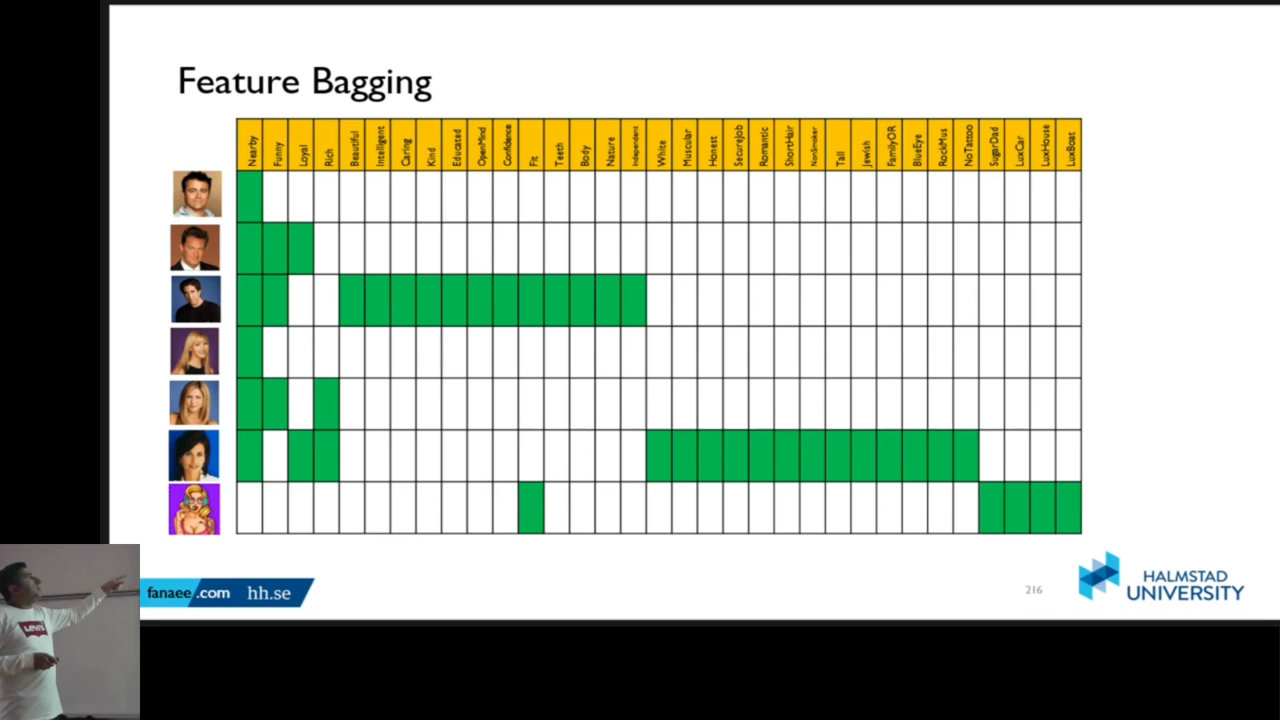 Feature Bagging
Nearby
Funny
Loyal
Rich
Beautiful
Intelligent
Caring
Kind
Educated
OpenMind
Confidence
Fit
Teeth
Body
Nature
Independent
White
Muscular
Honest
SecureJob
Romantic
ShortHair
NonSmoker
Tall
Jewish
FamilyOR
BlueEye
RockMus
NoTattoo
SugarDad
LuxCar
LuxHouse
LuxBoat
LEVI'S
fanaee.com hh.se
216
HALMSTAD
UNIVERSITY